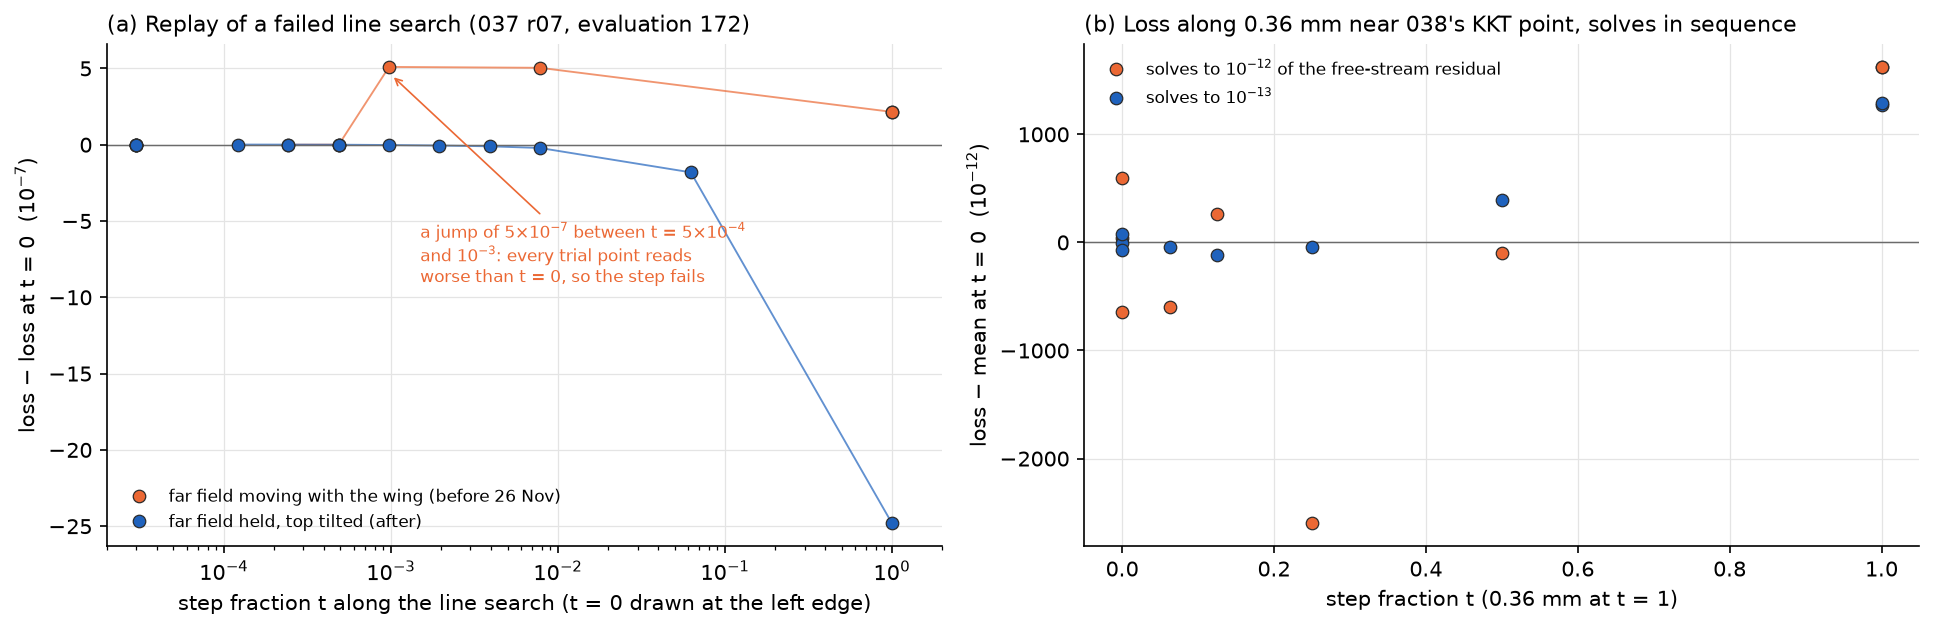 (a) Replay of a failed line search (037 r07, evaluation 172)
loss − loss at t = 0 (10⁻⁷)
5
0
−5
−10
−15
−20
−25
a jump of 5×10⁻⁷ between t = 5×10⁻⁴
and 10⁻³: every trial point reads
worse than t = 0, so the step fails
far field moving with the wing (before 26 Nov)
far field held, top tilted (after)
10⁻⁴
10⁻³
10⁻²
10⁻¹
10⁰
step fraction t along the line search (t = 0 drawn at the left edge)
(b) Loss along 0.36 mm near 038's KKT point, solves in sequence
loss − mean at t = 0 (10⁻¹²)
solves to 10⁻¹² of the free-stream residual
solves to 10⁻¹³
1000
0
−1000
−2000
0.0
0.2
0.4
0.6
0.8
1.0
step fraction t (0.36 mm at t = 1)